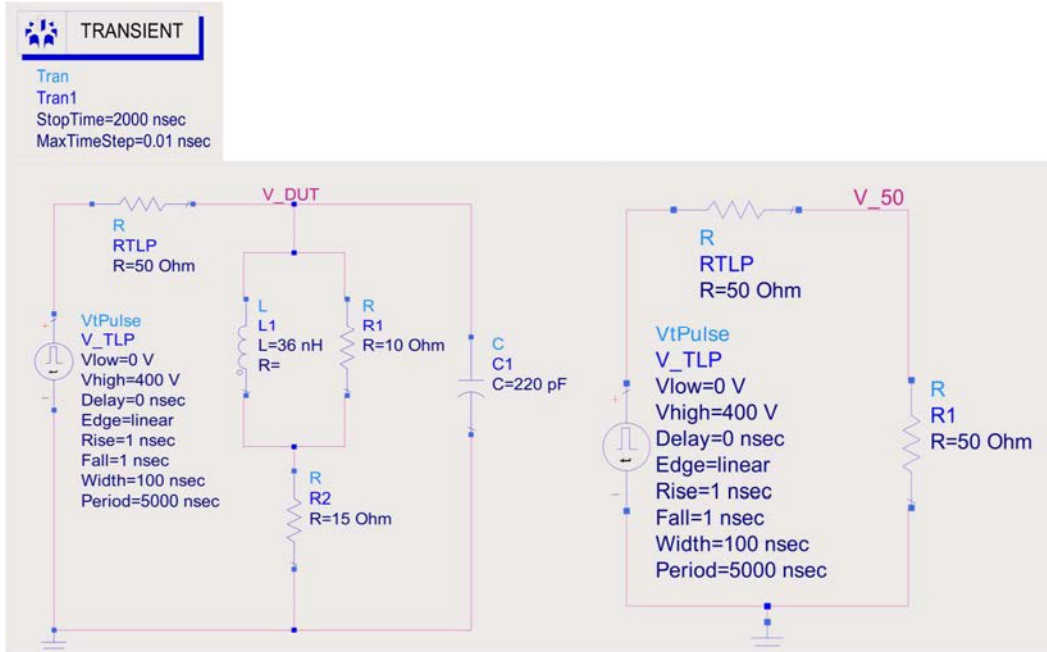 TRANSIENT
Tran
Tran1
StopTime=2000 nsec
MaxTimeStep=0.01 nsec
V_DUT
R
RTLP
R=50 Ohm
VtPulse
V_TLP
Vlow=0 V
Vhigh=400 V
Delay=0 nsec
Edge=linear
Rise=1 nsec
Fall=1 nsec
Width=100 nsec
Period=5000 nsec
L
L1
L=36 nH
R=
R
R1
R=10 Ohm
C
C1
C=220 pF
R
R2
R=15 Ohm
V_50
R
RTLP
R=50 Ohm
VtPulse
V_TLP
Vlow=0 V
Vhigh=400 V
Delay=0 nsec
Edge=linear
Rise=1 nsec
Fall=1 nsec
Width=100 nsec
Period=5000 nsec
R
R1
R=50 Ohm